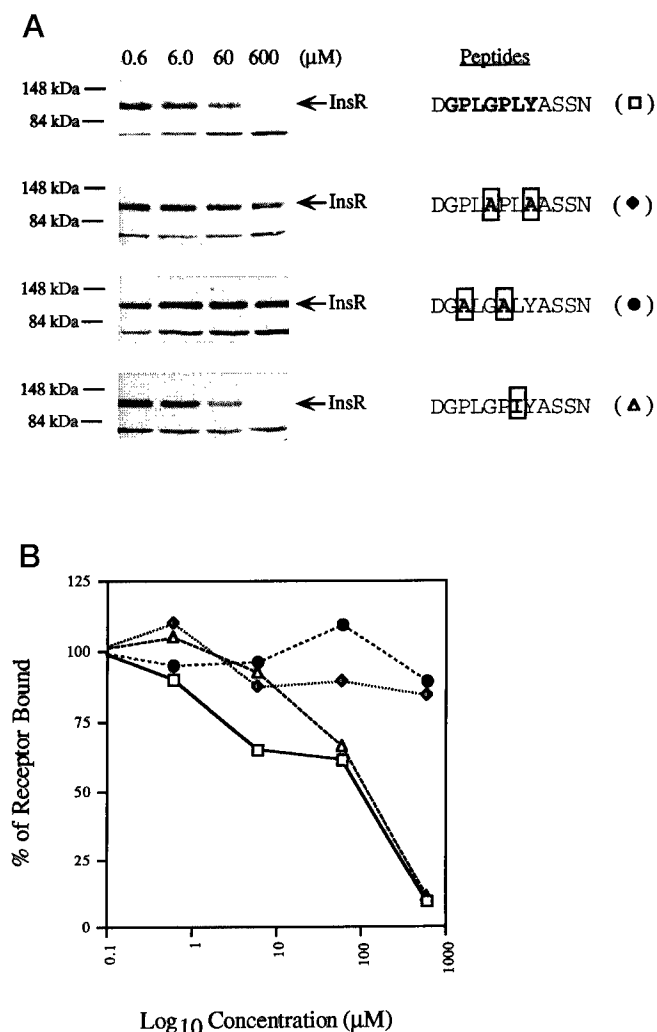 A
0.6 6.0 60 600 (μM) Peptides
148 kDa
84 kDa
InsR
DGPLGPLYASSN (□)
148 kDa
84 kDa
InsR
DGPLAPLAASSN (◆)
148 kDa
84 kDa
InsR
DGALGALYASSN (●)
148 kDa
84 kDa
InsR
DGPLGPIYASSN (△)
B
% of Receptor Bound
125
100
75
50
25
0
0.1 1 10 100 1000
Log10 Concentration (μM)